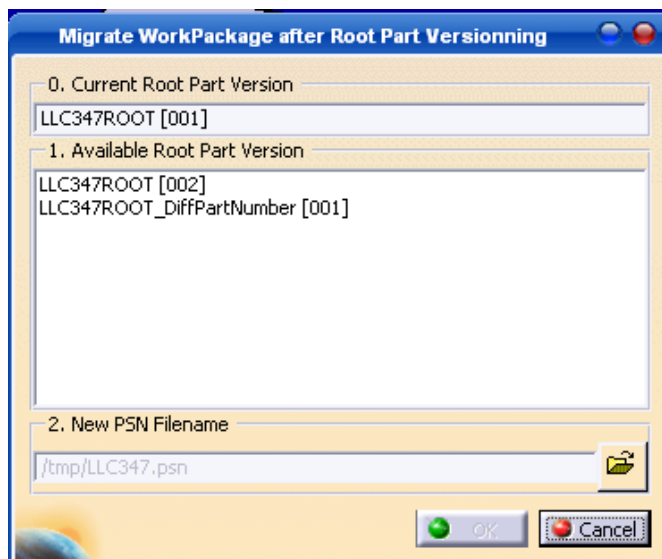 Migrate WorkPackage after Root Part Versionning
0. Current Root Part Version
LLC347ROOT [001]
1. Available Root Part Version
LLC347ROOT [002]
LLC347ROOT_DiffPartNumber [001]
2. New PSN Filename
/tmp/LLC347.psn
OK
Cancel